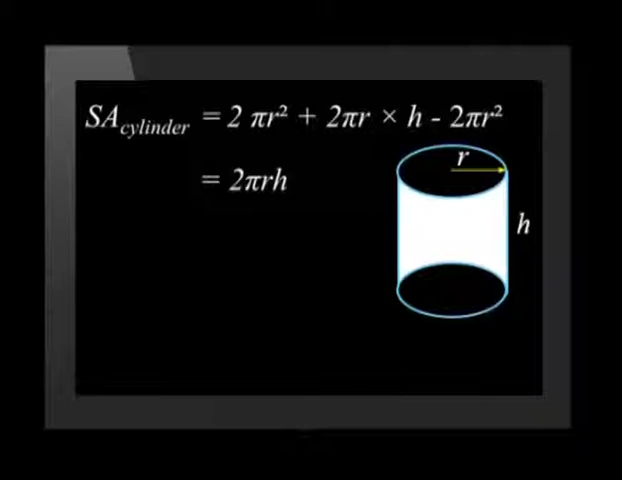 SAcylinder = 2 πr² + 2πr × h - 2πr²
= 2πrh
r
h